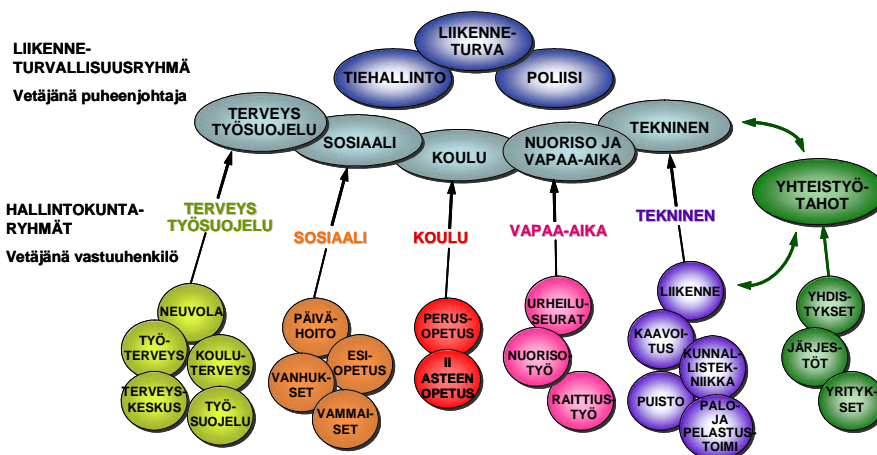 LIIKENNE-
TURVALLISUUSRYHMÄ
Vetäjänä puheenjohtaja
LIIKENNE-
TURVA
TIEHALLINTO
POLIISI
TERVEYS
TYÖSUOJELU
SOSIAALI
KOULU
NUORISO JA
VAPAA-AIKA
TEKNINEN
YHTEISTYÖ-
TAHOT
HALLINTOKUNTA-
RYHMÄT
Vetäjänä vastuuhenkilö
TERVEYS
TYÖSUOJELU
SOSIAALI
KOULU
VAPAA-AIKA
TEKNINEN
NEUVOLA
TYÖ-
TERVEYS
KOULU-
TERVEYS
TERVEYS-
KESKUS
TYÖ-
SUOJELU
PÄIVÄ-
HOITO
ESI-
OPETUS
VANHUK-
SET
VAMMAI-
SET
PERUS-
OPETUS
II
ASTEEN
OPETUS
URHEILU-
SEURAT
NUORISO-
TYÖ
RAITTIUS-
TYÖ
LIIKENNE
KAAVOI-
TUS
KUNNAL-
LISTEK-
NIIKKA
PUISTO
PALO-
JA
PELASTUS-
TOIMI
YHDIS-
TYKSET
JÄRJES-
TÖT
YRITYK-
SET